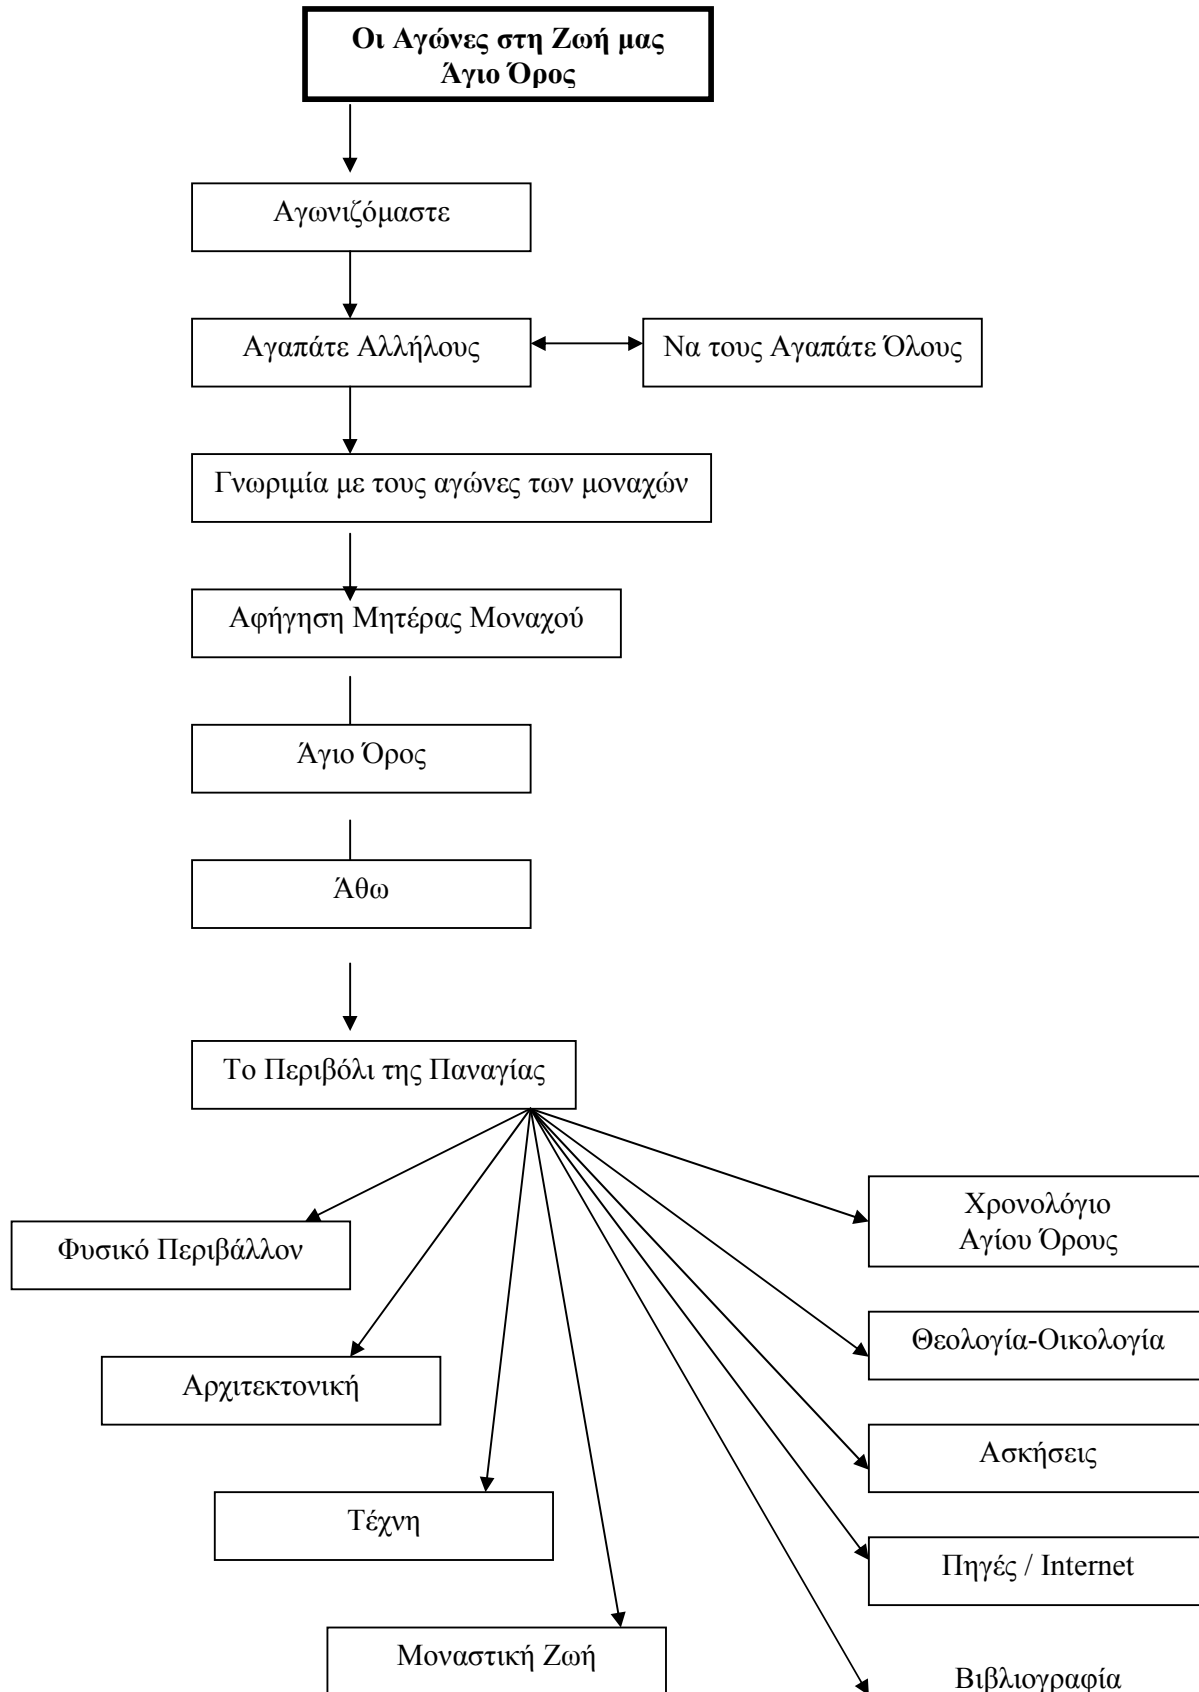 Οι Αγώνες στη Ζωή μας
Άγιο Όρος
Αγωνιζόμαστε
Αγαπάτε Αλλήλους
Να τους Αγαπάτε Όλους
Γνωριμία με τους αγώνες των μοναχών
Αφήγηση Μητέρας Μοναχού
Άγιο Όρος
Άθω
Το Περιβόλι της Παναγίας
Χρονολόγιο
Αγίου Όρους
Φυσικό Περιβάλλον
Θεολογία-Οικολογία
Αρχιτεκτονική
Ασκήσεις
Τέχνη
Πηγές / Internet
Μοναστική Ζωή
Βιβλιογραφία